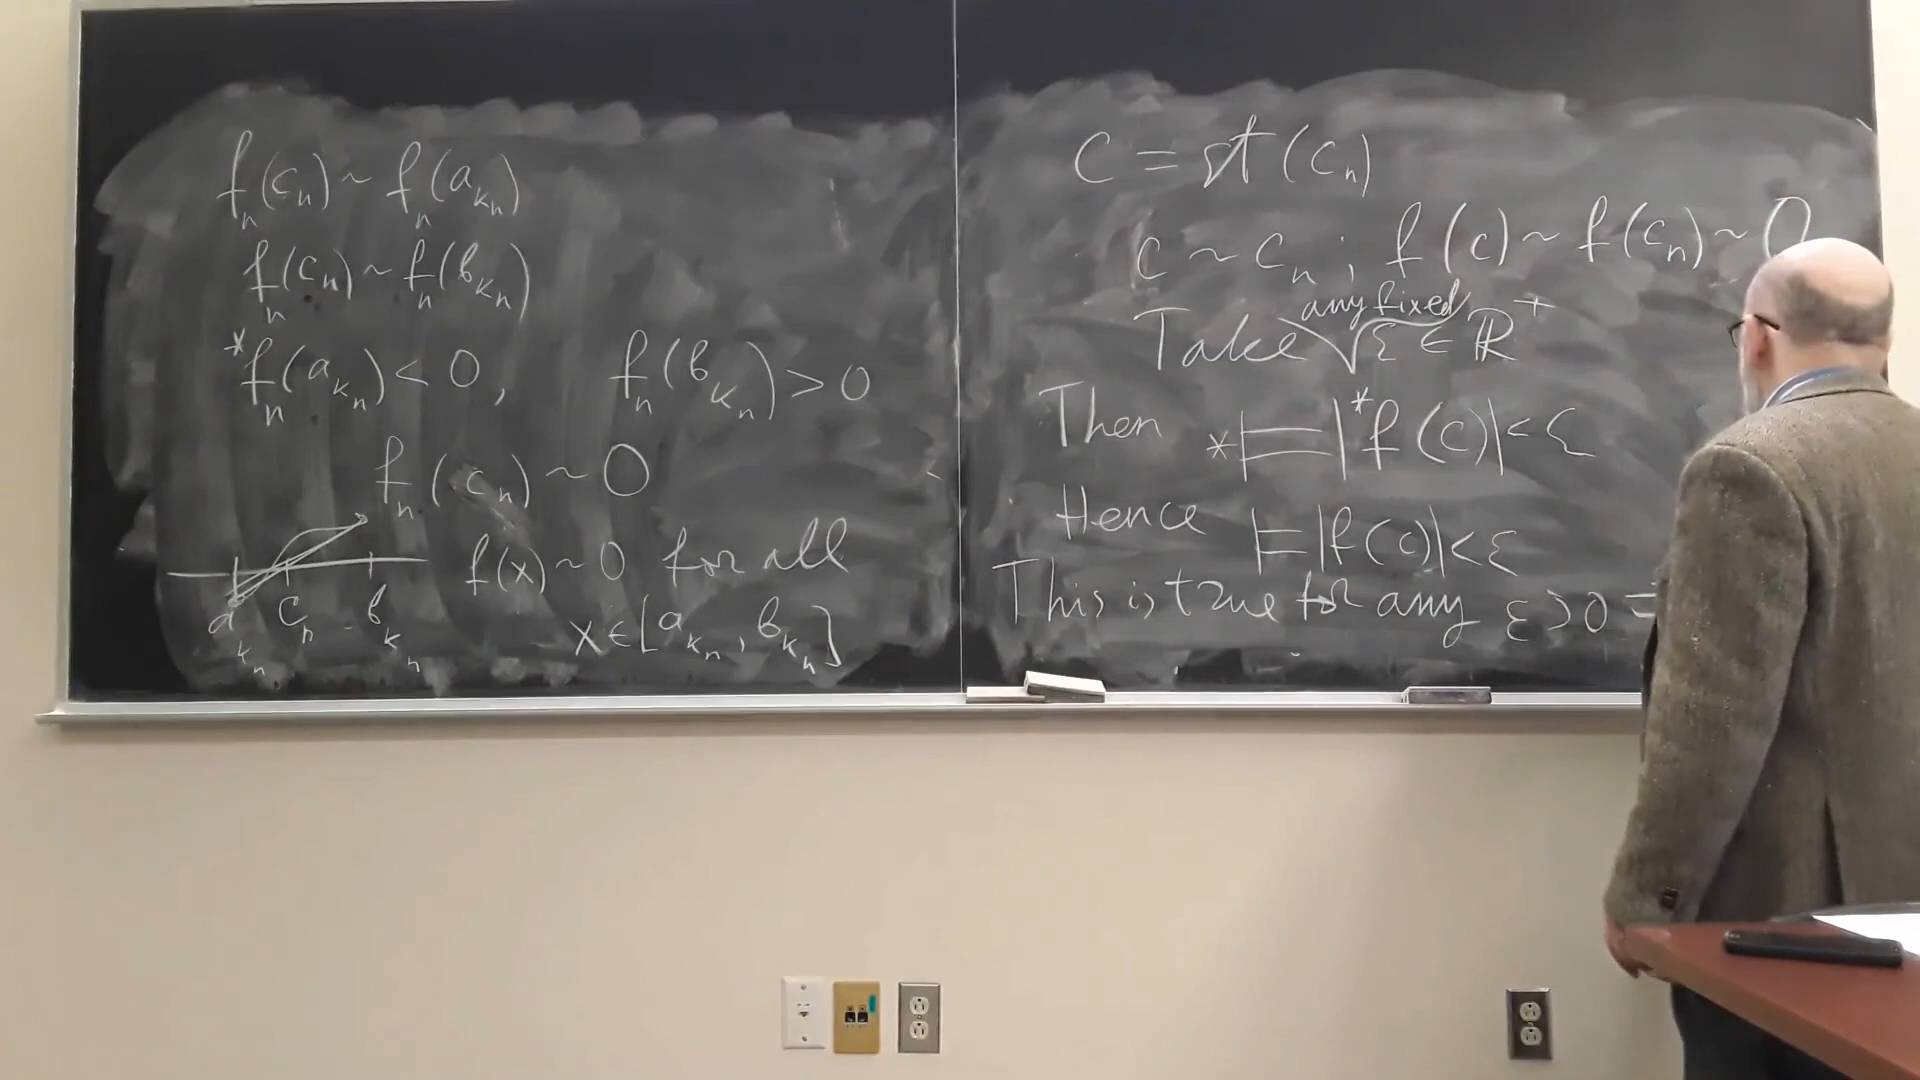 f_n(c_n) ~ f_n(a_{k_n})
f_n(c_n) ~ f_n(b_{k_n})
*f_n(a_{k_n}) < 0, f_n(b_{k_n}) > 0
f_n(c_n) ~ 0
f(x) ~ 0 for all
x ∈ [a_{k_n}, b_{k_n}]
a_{k_n} c_n b_{k_n}
c = st(c_n)
c ~ c_n; f(c) ~ f(c_n) ~ 0
any fixed
Take √ ε ∈ ℝ^+
Then * ⊨ |*f(c)| < ε
Hence ⊨ |f(c)| < ε
This is true for any ε > 0 =